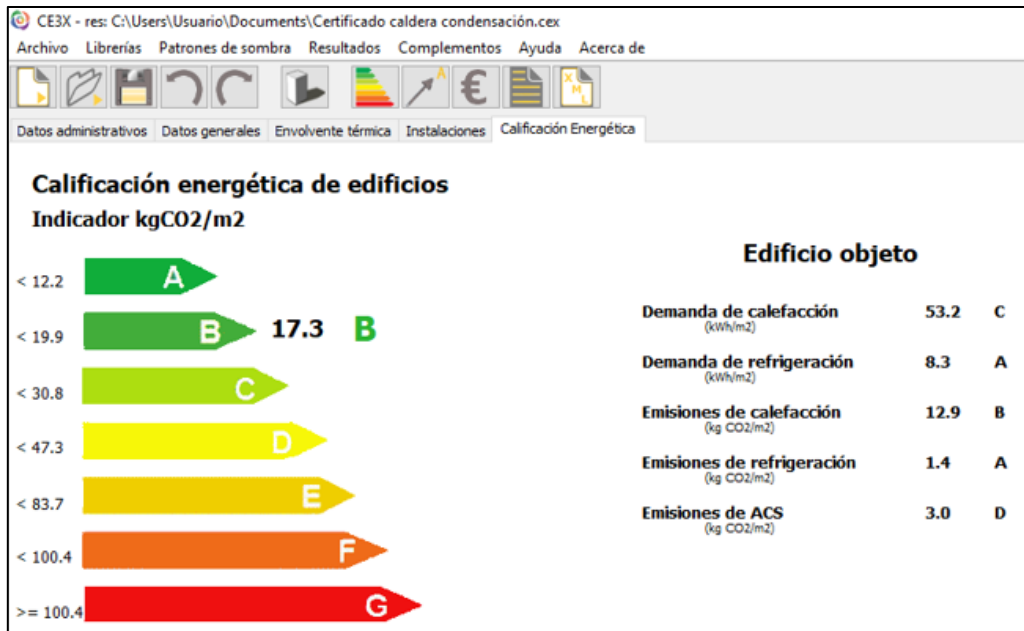 CE3X - res: C:\Users\Usuario\Documents\Certificado caldera condensación.cex
Archivo Librerías Patrones de sombra Resultados Complementos Ayuda Acerca de
A € XML
Datos administrativos Datos generales Envolvente térmica Instalaciones Calificación Energética
Calificación energética de edificios
Indicador kgCO2/m2
< 12.2 A
< 19.9 B 17.3 B
< 30.8 C
< 47.3 D
< 83.7 E
< 100.4 F
>= 100.4 G
Edificio objeto
Demanda de calefacción 53.2 C
(kWh/m2)
Demanda de refrigeración 8.3 A
(kWh/m2)
Emisiones de calefacción 12.9 B
(kg CO2/m2)
Emisiones de refrigeración 1.4 A
(kg CO2/m2)
Emisiones de ACS 3.0 D
(kg CO2/m2)